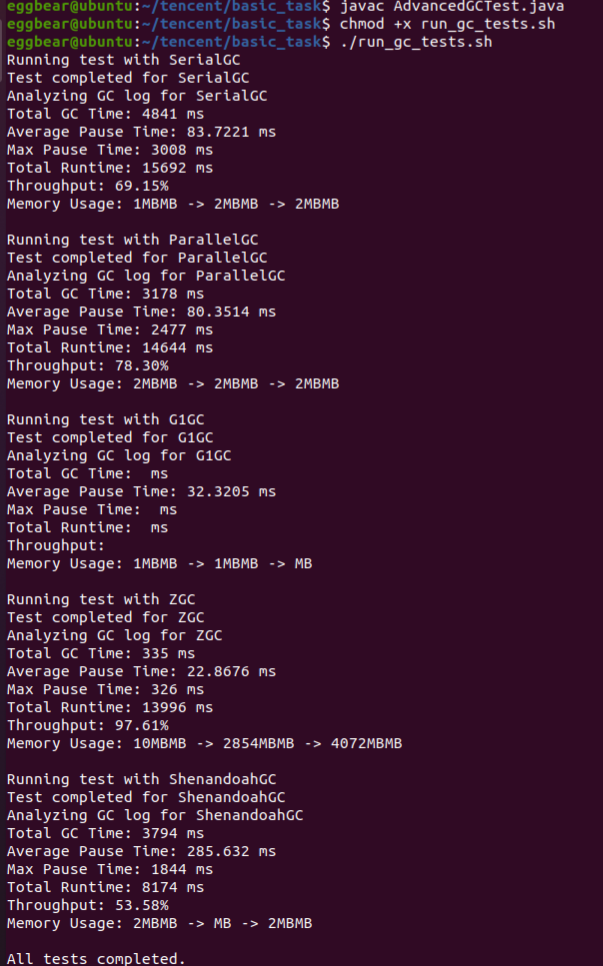 eggbear@ubuntu:~/tencent/basic_task$ javac AdvancedGCTest.java
eggbear@ubuntu:~/tencent/basic_task$ chmod +x run_gc_tests.sh
eggbear@ubuntu:~/tencent/basic_task$ ./run_gc_tests.sh
Running test with SerialGC
Test completed for SerialGC
Analyzing GC log for SerialGC
Total GC Time: 4841 ms
Average Pause Time: 83.7221 ms
Max Pause Time: 3008 ms
Total Runtime: 15692 ms
Throughput: 69.15%
Memory Usage: 1MBMB -> 2MBMB -> 2MBMB

Running test with ParallelGC
Test completed for ParallelGC
Analyzing GC log for ParallelGC
Total GC Time: 3178 ms
Average Pause Time: 80.3514 ms
Max Pause Time: 2477 ms
Total Runtime: 14644 ms
Throughput: 78.30%
Memory Usage: 2MBMB -> 2MBMB -> 2MBMB

Running test with G1GC
Test completed for G1GC
Analyzing GC log for G1GC
Total GC Time:  ms
Average Pause Time: 32.3205 ms
Max Pause Time:  ms
Total Runtime:  ms
Throughput:
Memory Usage: 1MBMB -> 1MBMB -> MB

Running test with ZGC
Test completed for ZGC
Analyzing GC log for ZGC
Total GC Time: 335 ms
Average Pause Time: 22.8676 ms
Max Pause Time: 326 ms
Total Runtime: 13996 ms
Throughput: 97.61%
Memory Usage: 10MBMB -> 2854MBMB -> 4072MBMB

Running test with ShenandoahGC
Test completed for ShenandoahGC
Analyzing GC log for ShenandoahGC
Total GC Time: 3794 ms
Average Pause Time: 285.632 ms
Max Pause Time: 1844 ms
Total Runtime: 8174 ms
Throughput: 53.58%
Memory Usage: 2MBMB -> MB -> 2MBMB

All tests completed.